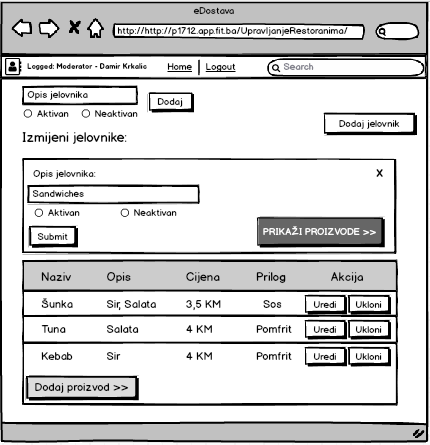 eDostava
http://http://p1712.app.fit.ba/UpravljanjeRestoranima/
Logged: Moderator - Damir Krkalic Home Logout Search
Opis jelovnika
Dodaj
Aktivan Neaktivan
Dodaj jelovnik
Izmijeni jelovnike:
Opis jelovnika: X
Sandwiches
Aktivan Neaktivan
Submit
PRIKAŽI PROIZVODE >>
Naziv Opis Cijena Prilog Akcija
Šunka Sir, Salata 3,5 KM Sos Uredi Ukloni
Tuna Salata 4 KM Pomfrit Uredi Ukloni
Kebab Sir 4 KM Pomfrit Uredi Ukloni
Dodaj proizvod >>